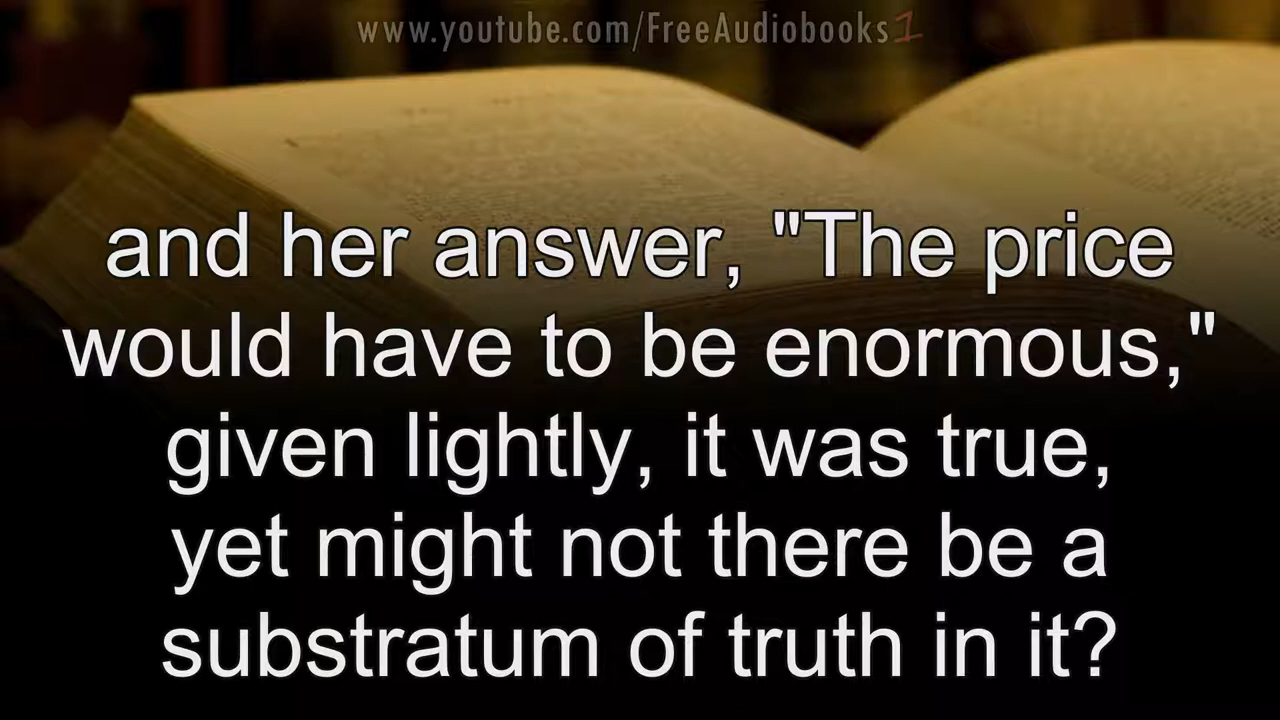 www.youtube.com/FreeAudiobooks1
and her answer, "The price
would have to be enormous,"
given lightly, it was true,
yet might not there be a
substratum of truth in it?